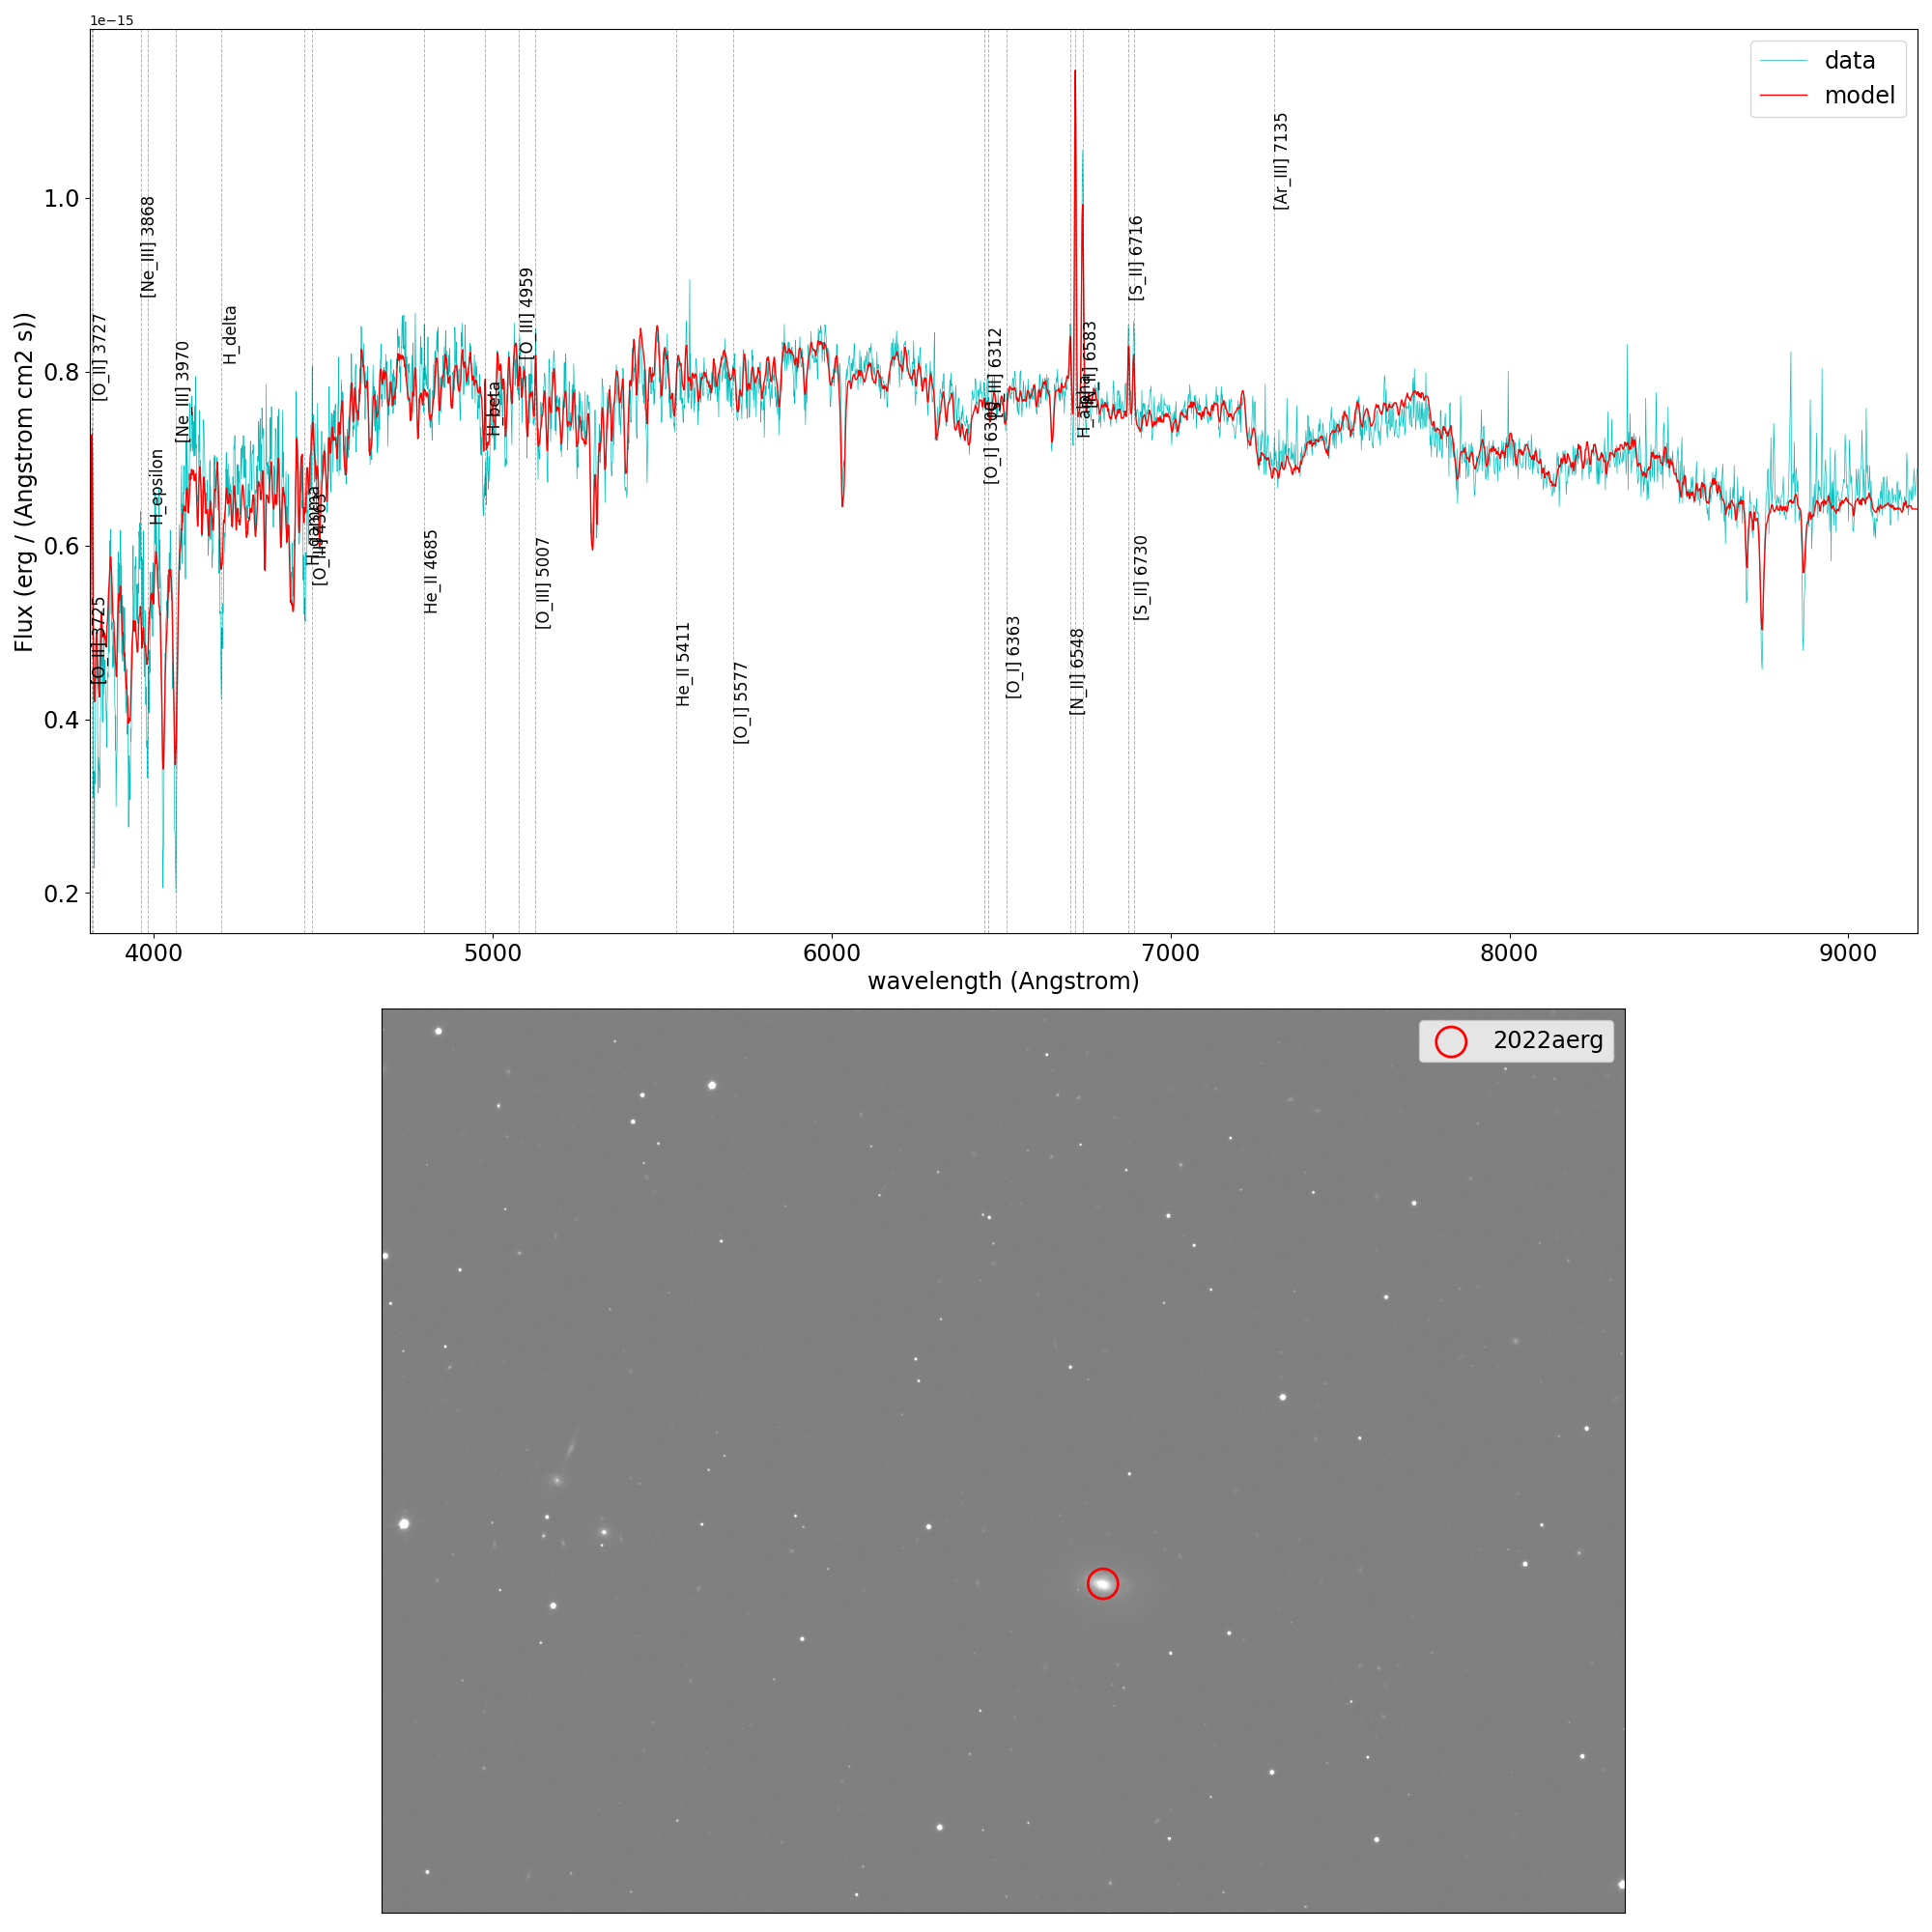 1e-15
data
model
[O_II] 3727
[O_II] 3725
[Ne_III] 3868
H_epsilon
[Ne_III] 3970
H_delta
H_gamma
He_II 4685
H_beta
[O_III] 4959
[O_III] 5007
He_II 5411
[O_I] 5577
[O_I] 6363
[N_II] 6548
H_alpha
[S_II] 6716
[S_II] 6730
[Ar_III] 7135
Flux (erg / (Angstrom cm2 s))
1.0
0.8
0.6
0.4
0.2
4000
5000
6000
7000
8000
9000
wavelength (Angstrom)
2022aerg